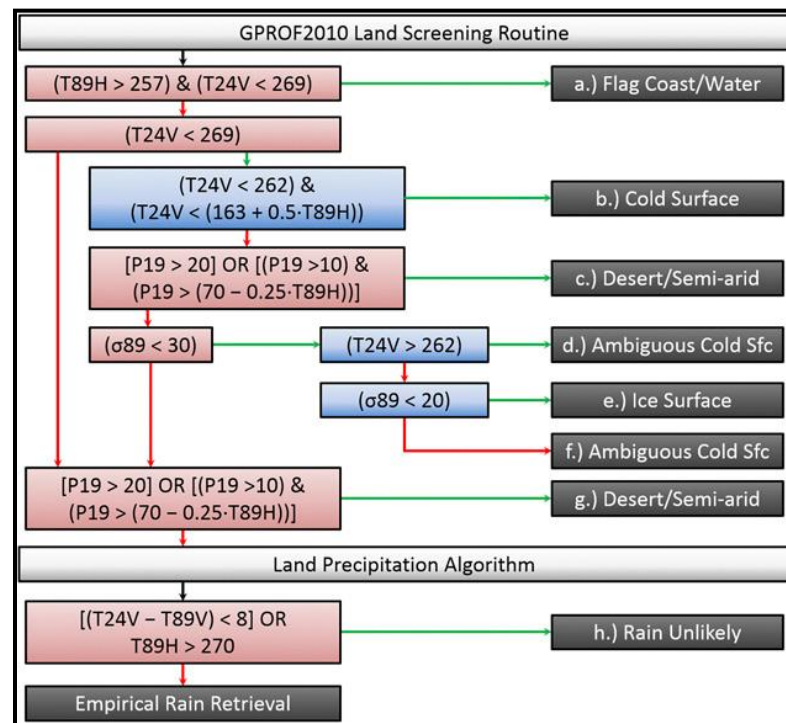 GPROF2010 Land Screening Routine
(T89H > 257) & (T24V < 269)
a.) Flag Coast/Water
(T24V < 269)
(T24V < 262) &
(T24V < (163 + 0.5·T89H))
b.) Cold Surface
[P19 > 20] OR [(P19 >10) &
(P19 > (70 − 0.25·T89H))]
c.) Desert/Semi-arid
(σ89 < 30)
(T24V > 262)
d.) Ambiguous Cold Sfc
(σ89 < 20)
e.) Ice Surface
f.) Ambiguous Cold Sfc
[P19 > 20] OR [(P19 >10) &
(P19 > (70 − 0.25·T89H))]
g.) Desert/Semi-arid
Land Precipitation Algorithm
[(T24V − T89V) < 8] OR
T89H > 270
h.) Rain Unlikely
Empirical Rain Retrieval